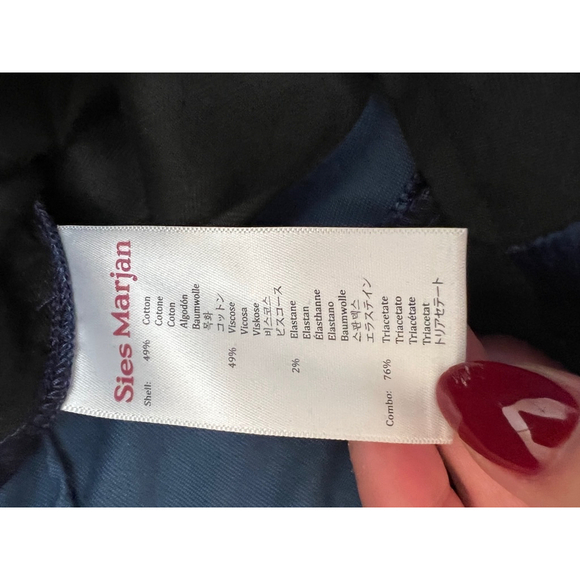 Sies Marjan
Shell:
49% Cotton
Cotone
Coton
Algodón
Baumwolle
목화
コットン
49% Viscose
Vicosa
Viskose
비스코스
ビスコース
2% Elastane
Elastan
Élasthanne
Elastano
Baumwolle
스판덱스
エラステイン
Combo:
76% Triacetate
Triacetato
Triacétate
Triacetat
トリアセテート